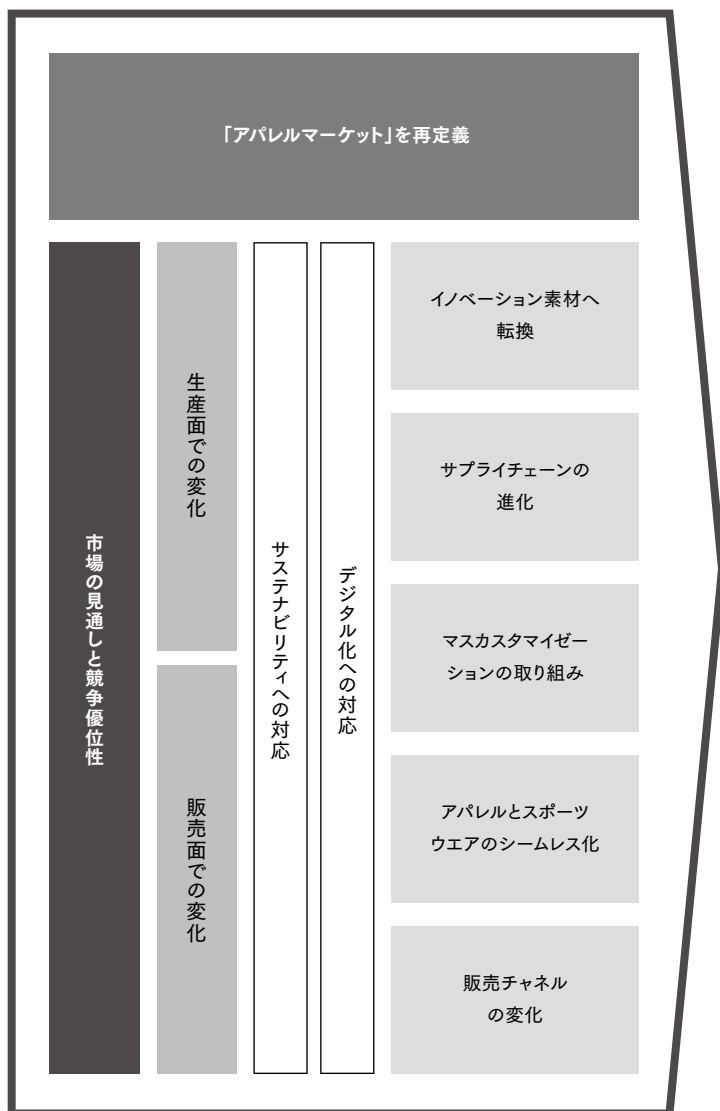 「アパレルマーケット」を再定義
市場の見通しと競争優位性
生産面での変化
販売面での変化
サステナビリティへの対応
デジタル化への対応
イノベーション素材へ
転換
サプライチェーンの
進化
マスカスタマイゼー
ションの取り組み
アパレルとスポーツ
ウエアのシームレス化
販売チャネル
の変化